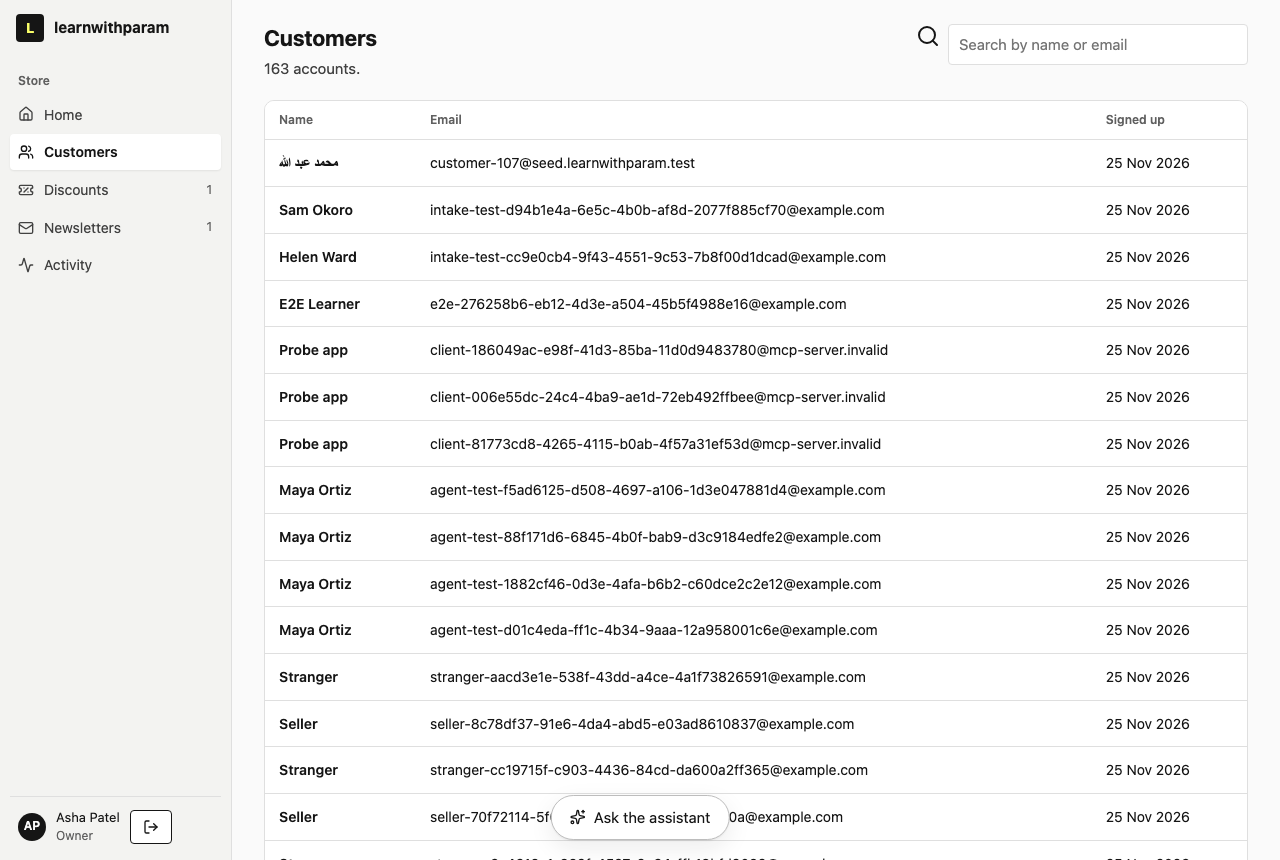 L
learnwithparam
Store
Home
Customers
Discounts 1
Newsletters 1
Activity
AP
Asha Patel
Owner
Customers
163 accounts.
Search by name or email
Name Email Signed up
محمد عبد الله customer-107@seed.learnwithparam.test 25 Nov 2026
Sam Okoro intake-test-d94b1e4a-6e5c-4b0b-af8d-2077f885cf70@example.com 25 Nov 2026
Helen Ward intake-test-cc9e0cb4-9f43-4551-9c53-7b8f00d1dcad@example.com 25 Nov 2026
E2E Learner e2e-276258b6-eb12-4d3e-a504-45b5f4988e16@example.com 25 Nov 2026
Probe app client-186049ac-e98f-41d3-85ba-11d0d9483780@mcp-server.invalid 25 Nov 2026
Probe app client-006e55dc-24c4-4ba9-ae1d-72eb492ffbee@mcp-server.invalid 25 Nov 2026
Probe app client-81773cd8-4265-4115-b0ab-4f57a31ef53d@mcp-server.invalid 25 Nov 2026
Maya Ortiz agent-test-f5ad6125-d508-4697-a106-1d3e047881d4@example.com 25 Nov 2026
Maya Ortiz agent-test-88f171d6-6845-4b0f-bab9-d3c9184edfe2@example.com 25 Nov 2026
Maya Ortiz agent-test-1882cf46-0d3e-4afa-b6b2-c60dce2c2e12@example.com 25 Nov 2026
Maya Ortiz agent-test-d01c4eda-ff1c-4b34-9aaa-12a958001c6e@example.com 25 Nov 2026
Stranger stranger-aacd3e1e-538f-43dd-a4ce-4a1f73826591@example.com 25 Nov 2026
Seller seller-8c78df37-91e6-4da4-abd5-e03ad8610837@example.com 25 Nov 2026
Stranger stranger-cc19715f-c903-4436-84cd-da600a2ff365@example.com 25 Nov 2026
Seller 25 Nov 2026
Ask the assistant